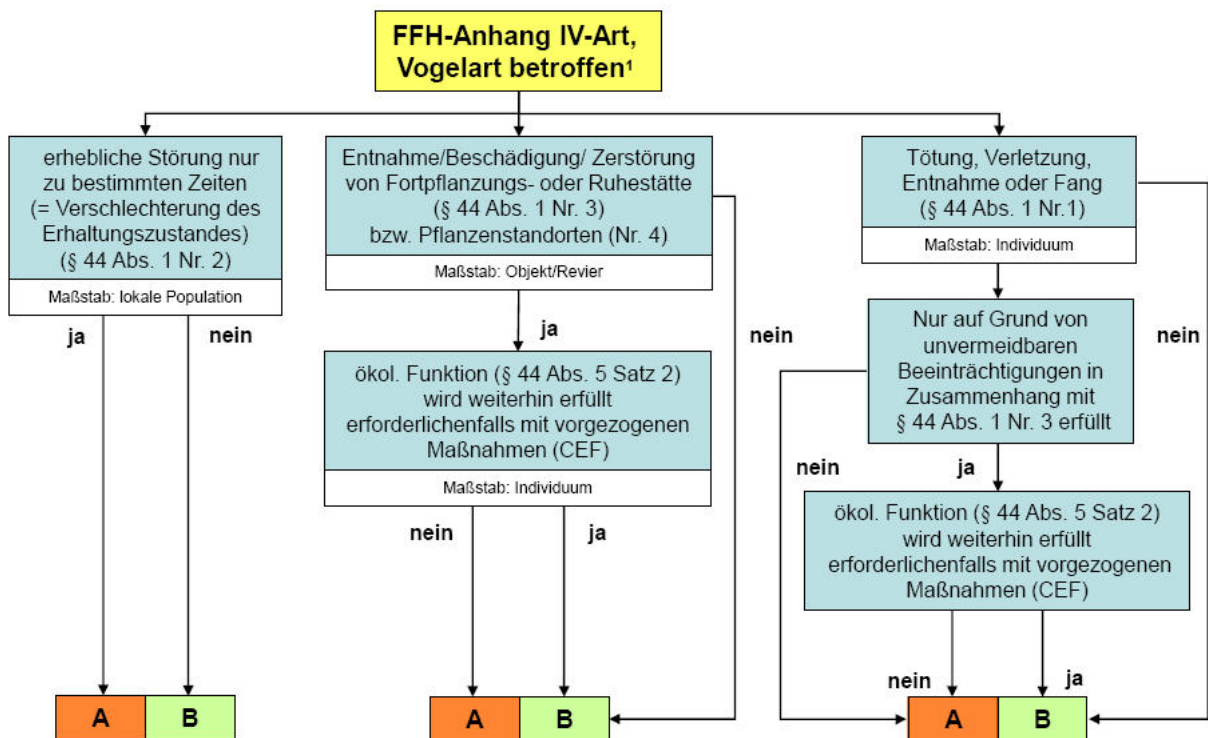 FFH-Anhang IV-Art,
Vogelart betroffen¹
erhebliche Störung nur
zu bestimmten Zeiten
(= Verschlechterung des
Erhaltungszustandes)
(§ 44 Abs. 1 Nr. 2)
Maßstab: lokale Population
ja
nein
A
B
Entnahme/Beschädigung/ Zerstörung
von Fortpflanzungs- oder Ruhestätte
(§ 44 Abs. 1 Nr. 3)
bzw. Pflanzenstandorten (Nr. 4)
Maßstab: Objekt/Revier
ja
nein
ökol. Funktion (§ 44 Abs. 5 Satz 2)
wird weiterhin erfüllt
erforderlichenfalls mit vorgezogenen
Maßnahmen (CEF)
Maßstab: Individuum
nein
ja
A
B
Tötung, Verletzung,
Entnahme oder Fang
(§ 44 Abs. 1 Nr.1)
Maßstab: Individuum
nein
Nur auf Grund von
unvermeidbaren
Beeinträchtigungen in
Zusammenhang mit
§ 44 Abs. 1 Nr. 3 erfüllt
nein
ja
ökol. Funktion (§ 44 Abs. 5 Satz 2)
wird weiterhin erfüllt
erforderlichenfalls mit vorgezogenen
Maßnahmen (CEF)
nein
ja
A
B